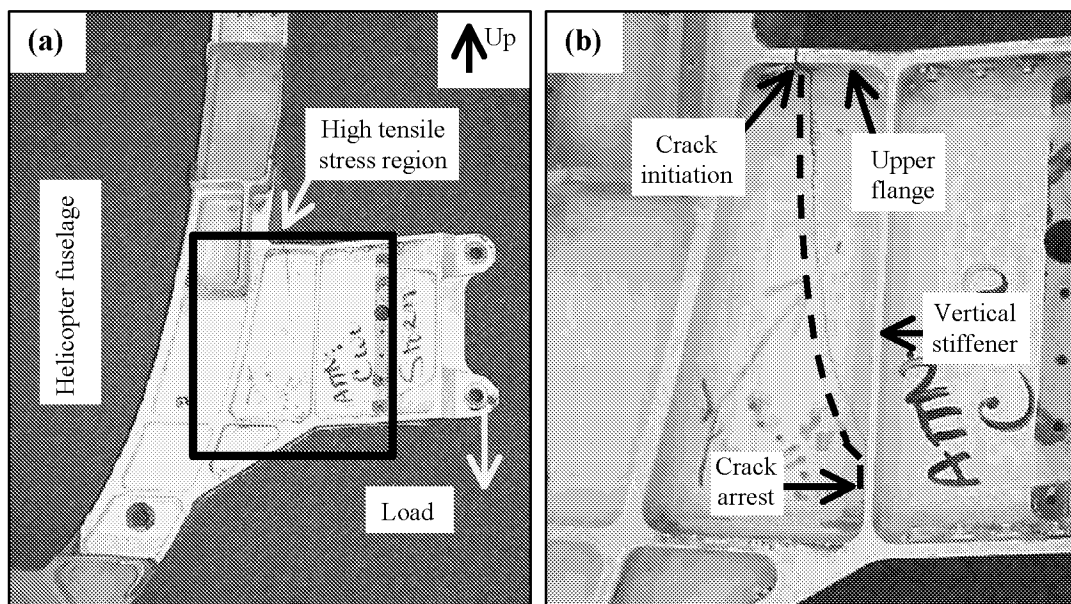 (a)
Up
High tensile
stress region
Helicopter fuselage
Load
(b)
Crack
initiation
Upper
flange
Vertical
stiffener
Crack
arrest